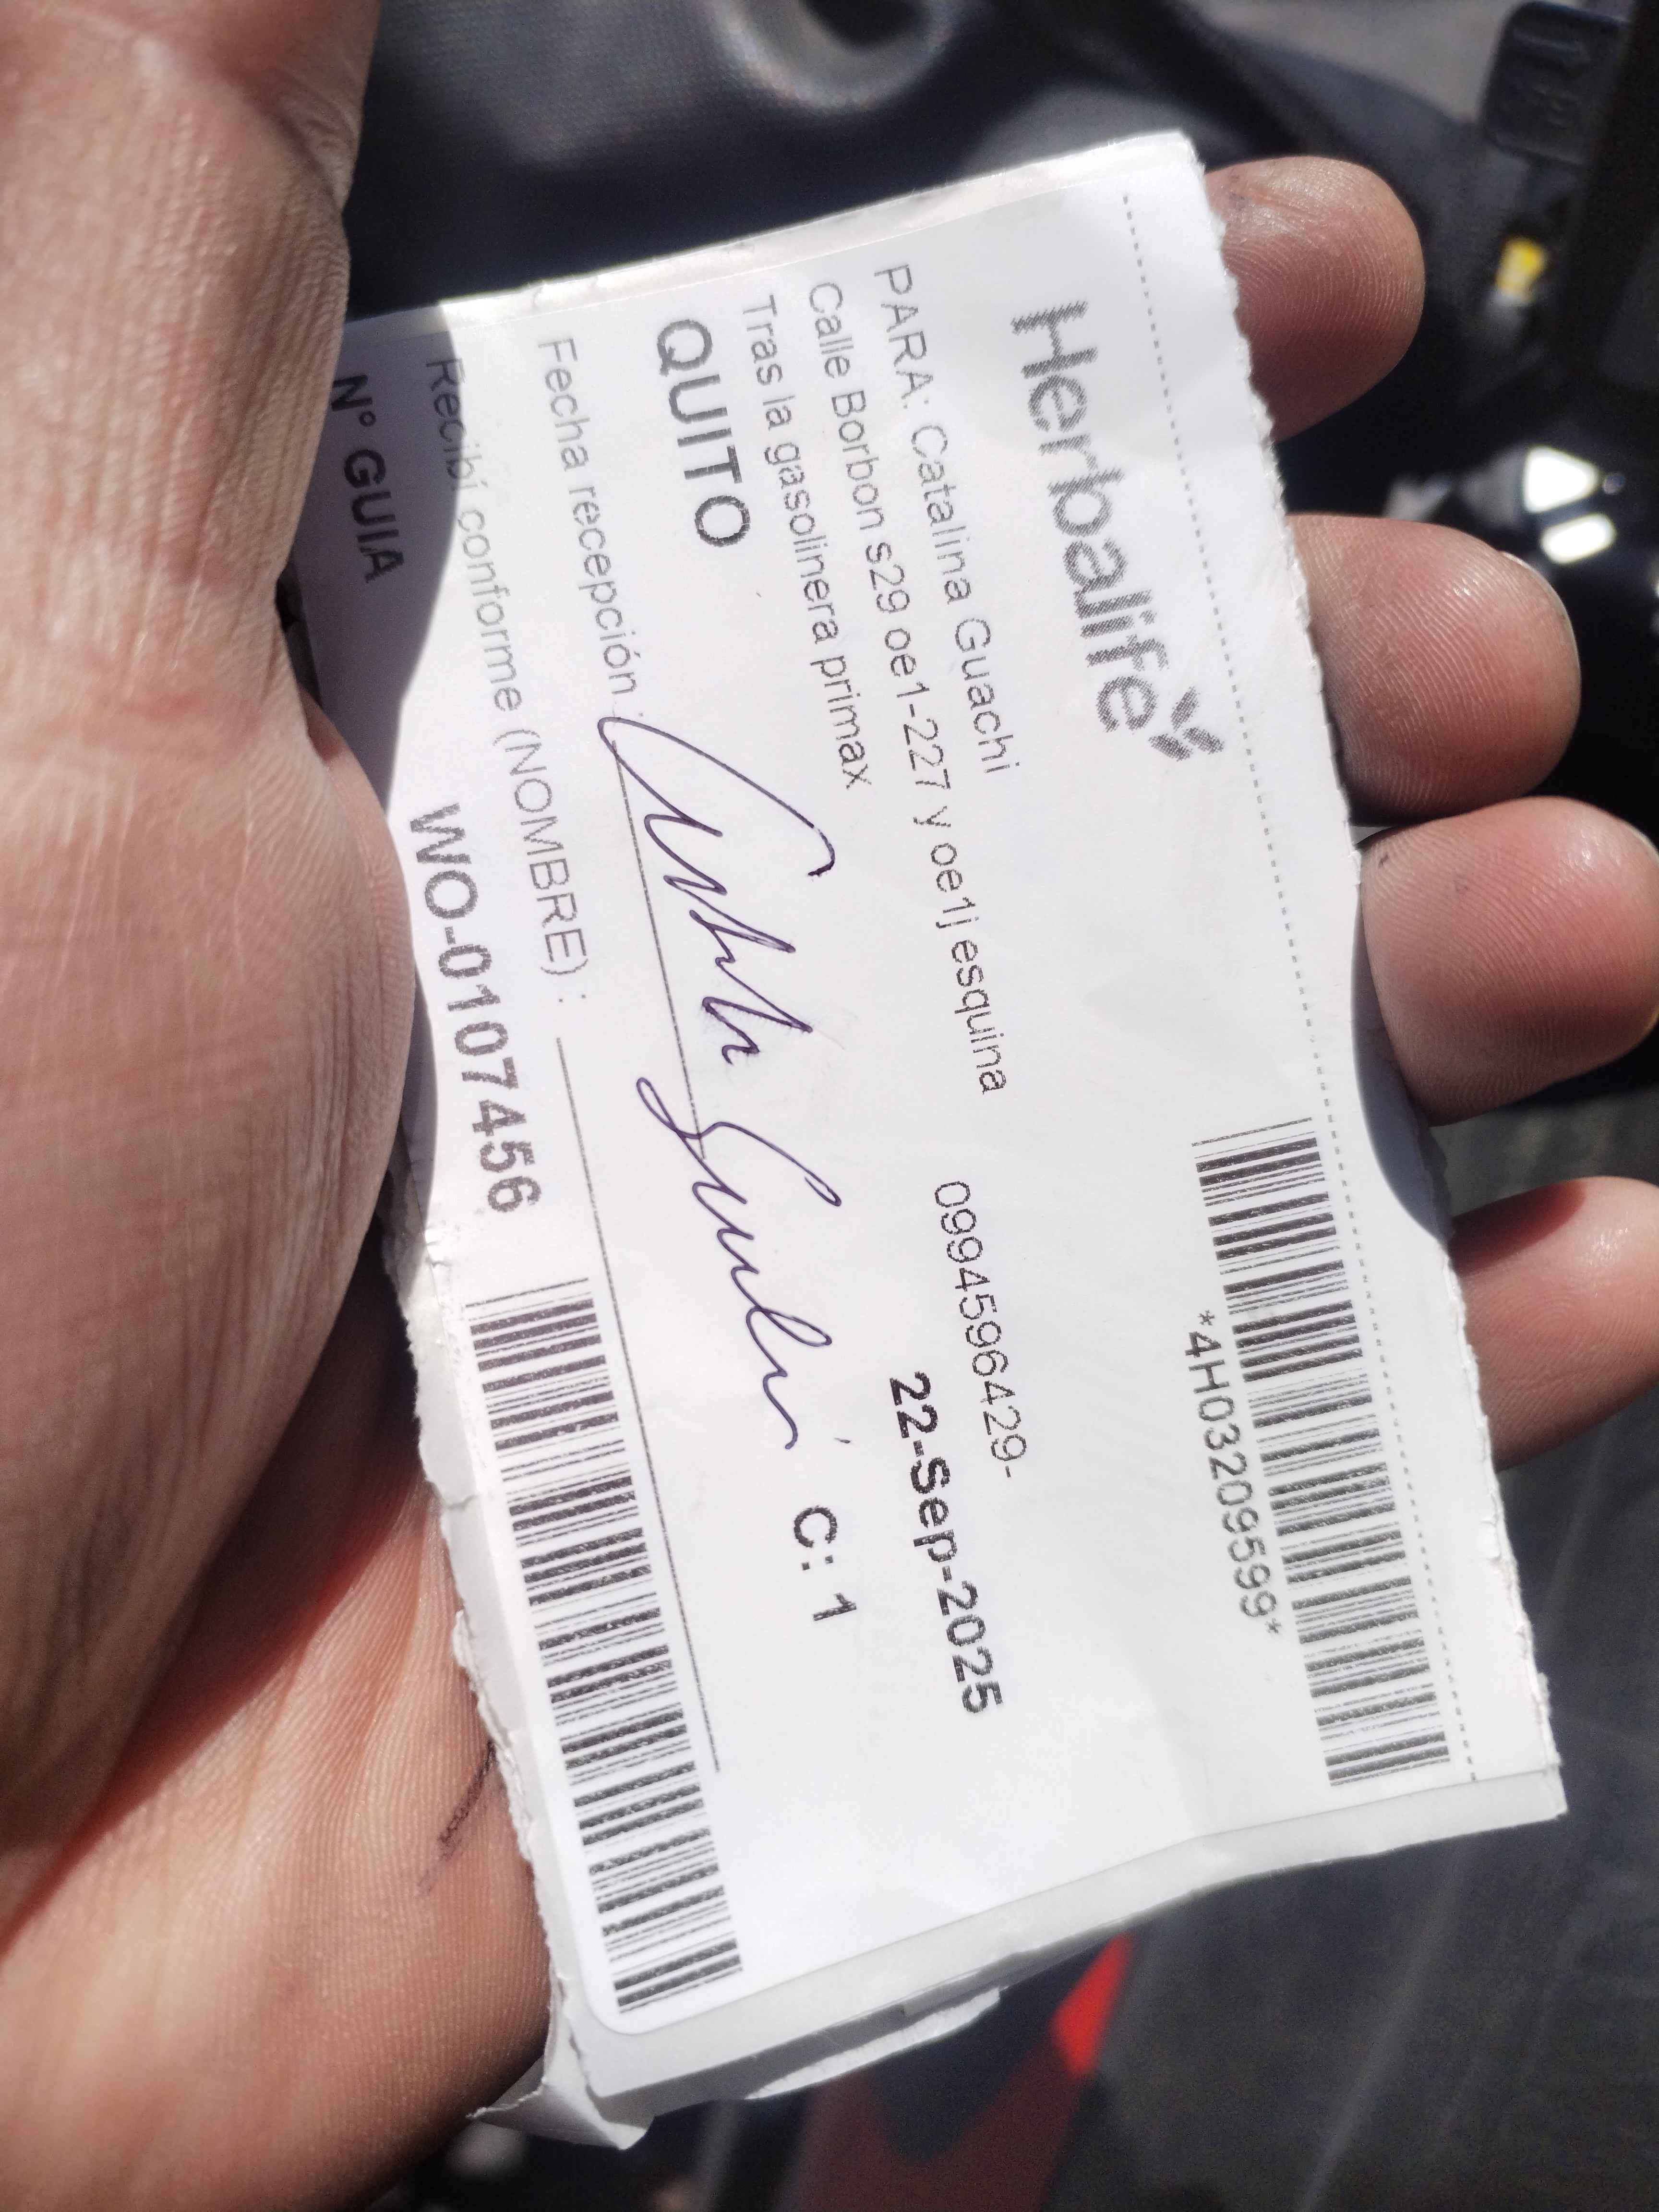 Herbalife
*4H03209599*
PARA: Catalina Guachi
0994596429-
Calle Borbon s29 oe1-227 y oe1j esquina
Tras la gasolinera primax
22-Sep-2025
QUITO
C: 1
Fecha recepción :
Recibí conforme (NOMBRE) :
N° GUIA
WO-0107456